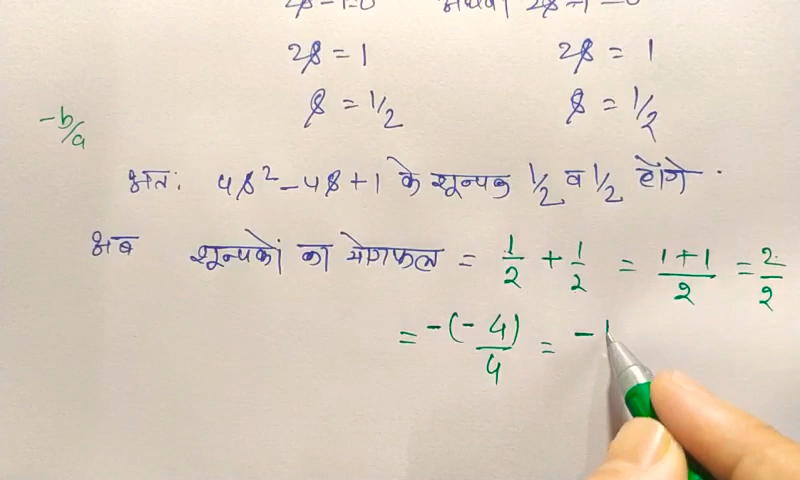 2s = 1 2s = 1
s = 1/2 s = 1/2
-b/a
अतः 4s² - 4s + 1 के शून्यक 1/2 व 1/2 होंगे .
अब शून्यकों का योगफल = 1/2 + 1/2 = (1+1)/2 = 2/2
= -(-4)/4 = -